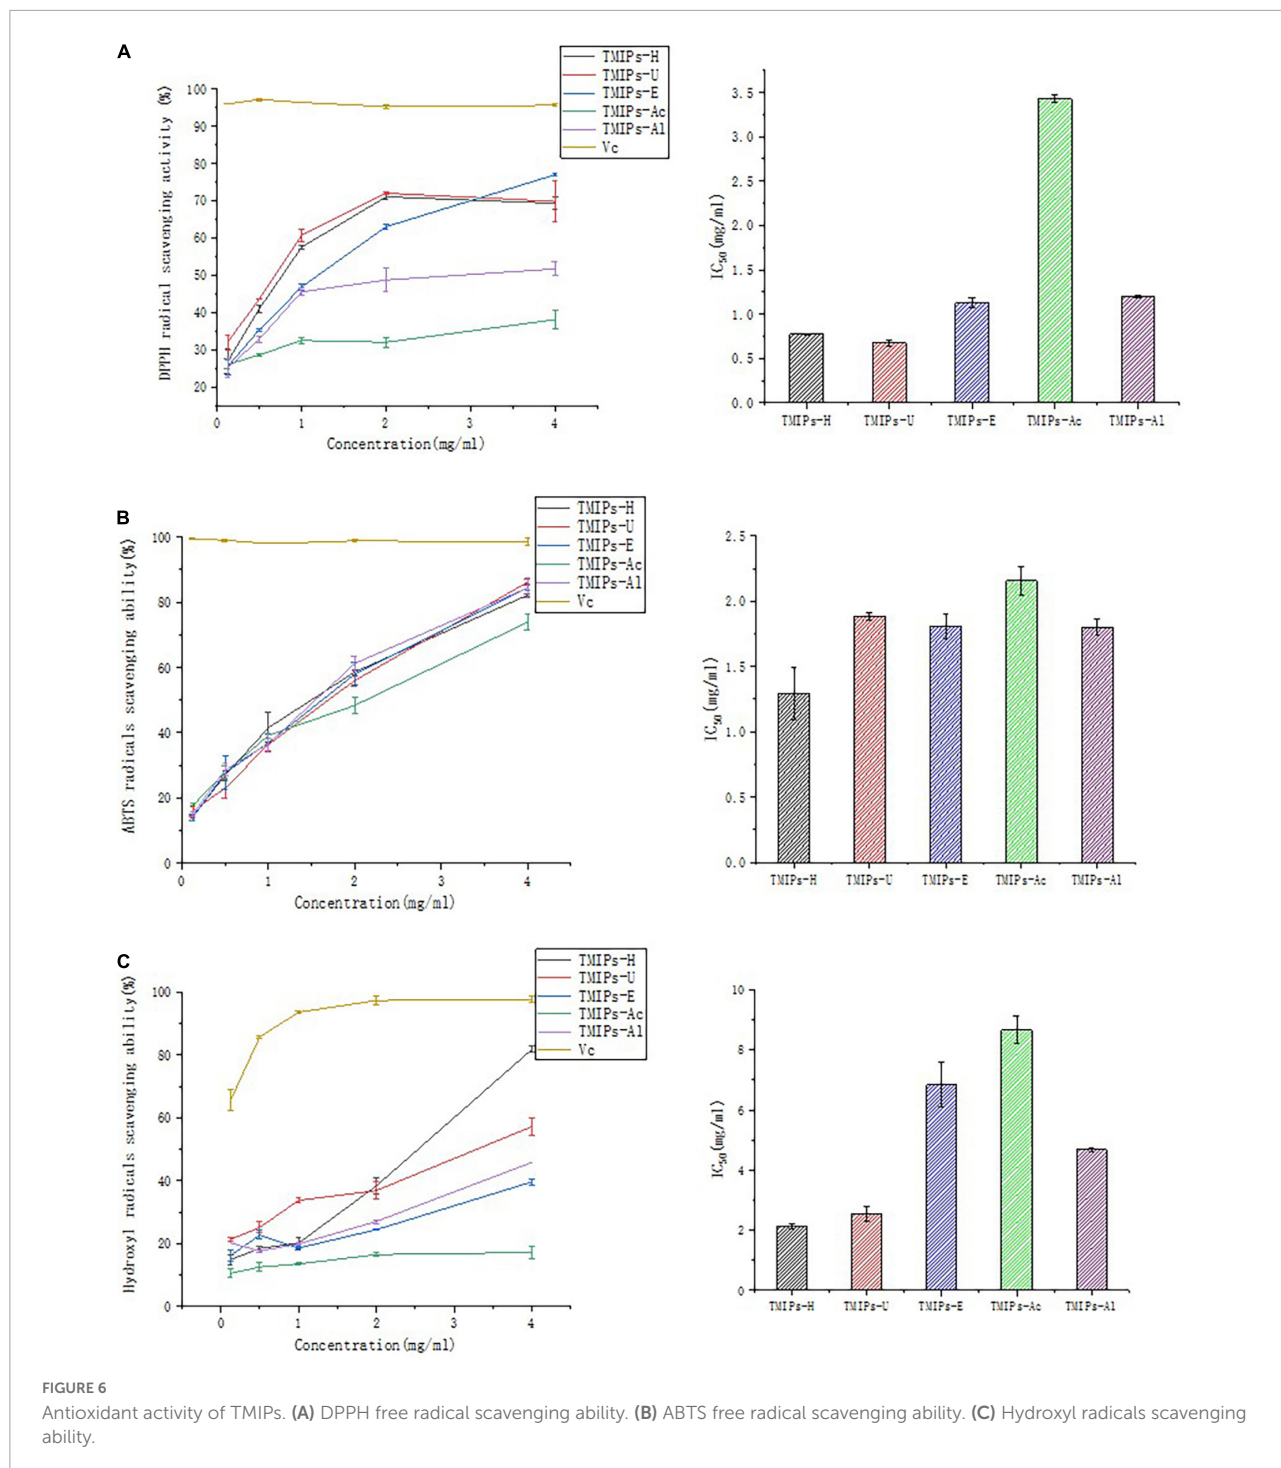 A
TMIPs-H
TMIPs-U
TMIPs-E
TMIPs-Ac
TMIPs-Al
Vc
DPPH radical scavenging activity (%)
100
90
80
70
60
50
40
30
20
0 1 2 3 4
Concentration(mg/ml)
IC50(mg/ml)
3.5
3.0
2.5
2.0
1.5
1.0
0.5
0.0
TMIPs-H TMIPs-U TMIPs-E TMIPs-Ac TMIPs-Al
B
TMIPs-H
TMIPs-U
TMIPs-E
TMIPs-Ac
TMIPs-Al
Vc
ABTS radicals scavenging ability(%)
100
80
60
40
20
0
0 1 2 3 4
Concentration(mg/ml)
IC50(mg/ml)
2.5
2.0
1.5
1.0
0.5
0.0
TMIPs-H TMIPs-U TMIPs-E TMIPs-Ac TMIPs-Al
C
TMIPs-H
TMIPs-U
TMIPs-E
TMIPs-Ac
TMIPs-Al
Vc
Hydroxyl radicals scavenging ability(%)
100
80
60
40
20
0
0 1 2 3 4
Concentration(mg/ml)
IC50(mg/ml)
10
8
6
4
2
0
TMIPs-H TMIPs-U TMIPs-E TMIPs-Ac TMIPs-Al
FIGURE 6
Antioxidant activity of TMIPs. (A) DPPH free radical scavenging ability. (B) ABTS free radical scavenging ability. (C) Hydroxyl radicals scavenging
ability.